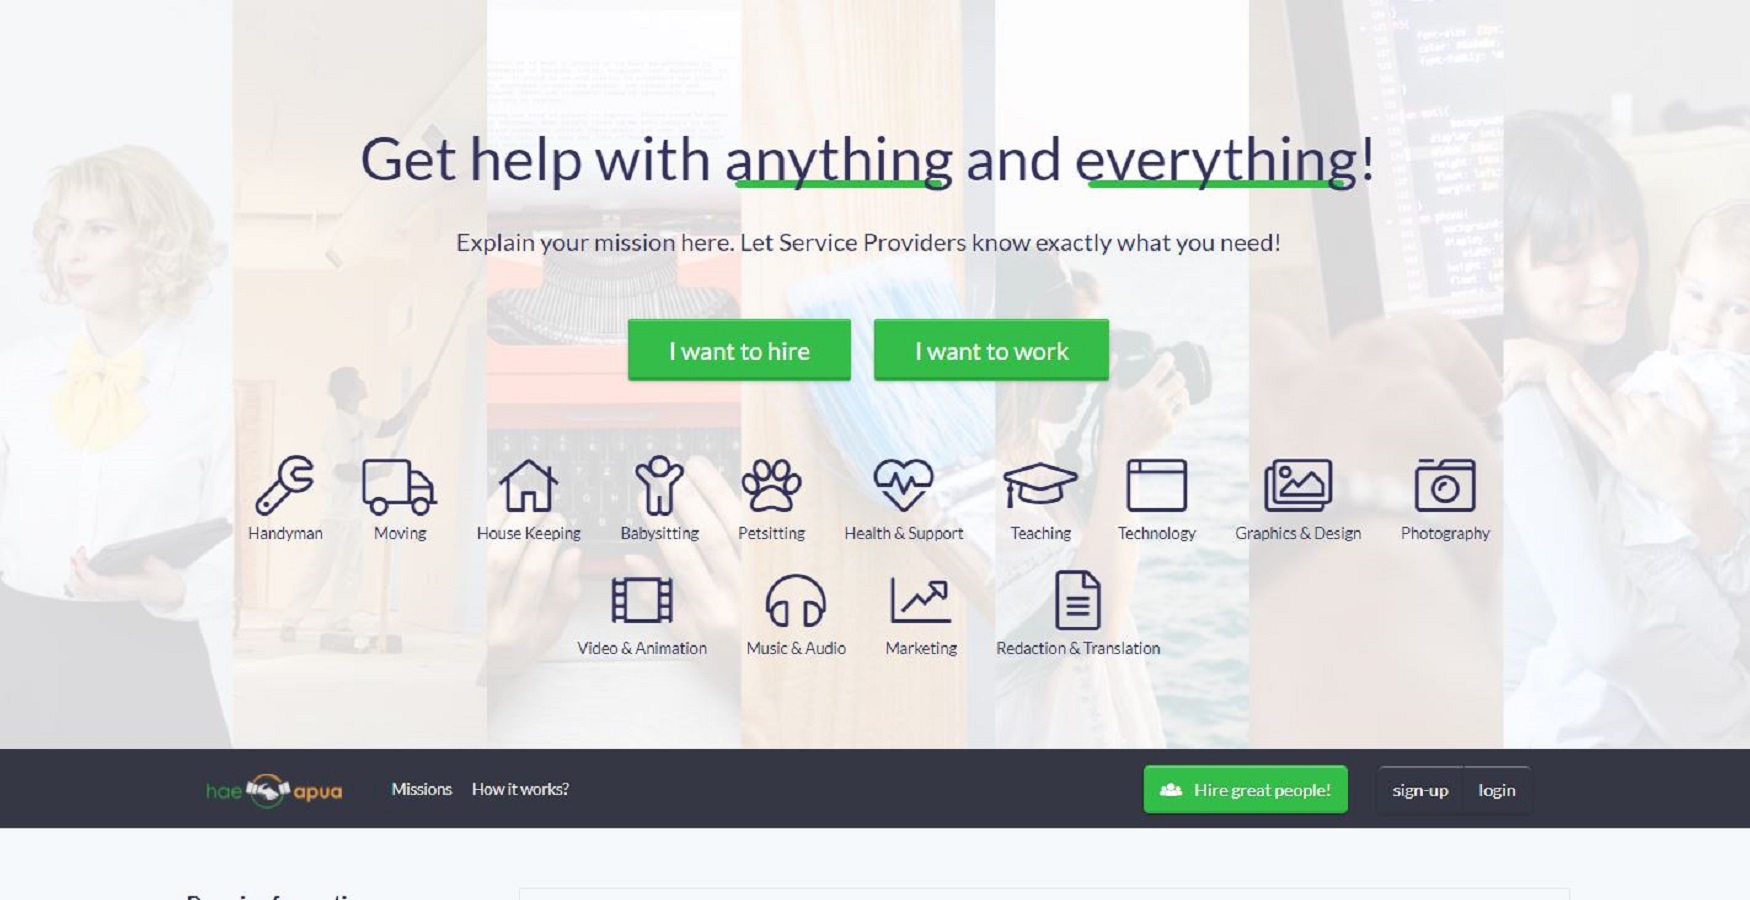 Get help with anything and everything!
Explain your mission here. Let Service Providers know exactly what you need!
I want to hire
I want to work
Handyman
Moving
House Keeping
Babysitting
Petsitting
Health & Support
Teaching
Technology
Graphics & Design
Photography
Video & Animation
Music & Audio
Marketing
Redaction & Translation
hae apua
Missions
How it works?
Hire great people!
sign-up
login